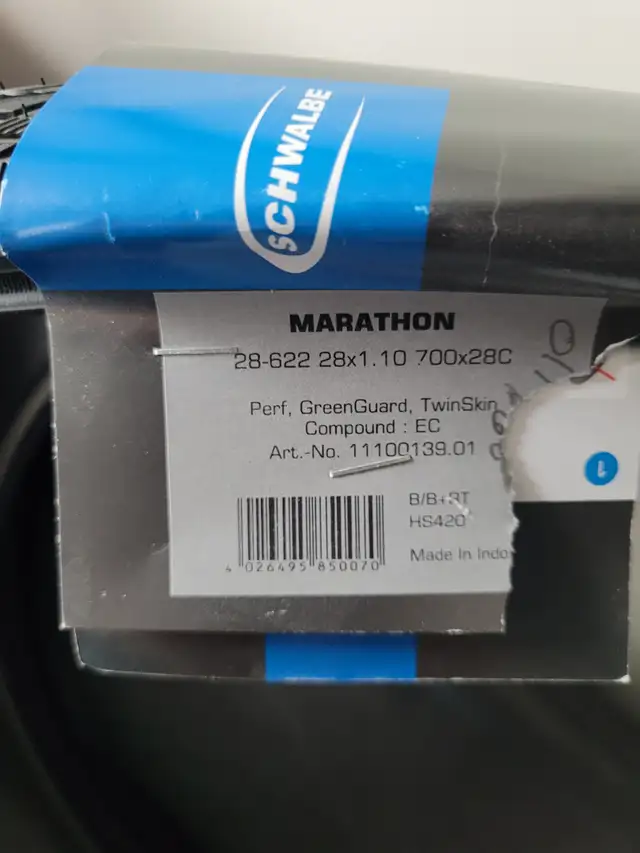 SCHWALBE
MARATHON
28-622 28x1.10 700x28C
Perf, GreenGuard, TwinSkin
Compound : EC
Art.-No. 11100139.01
B/B+RT
HS420
Made In Indo
4 026495 850070
1